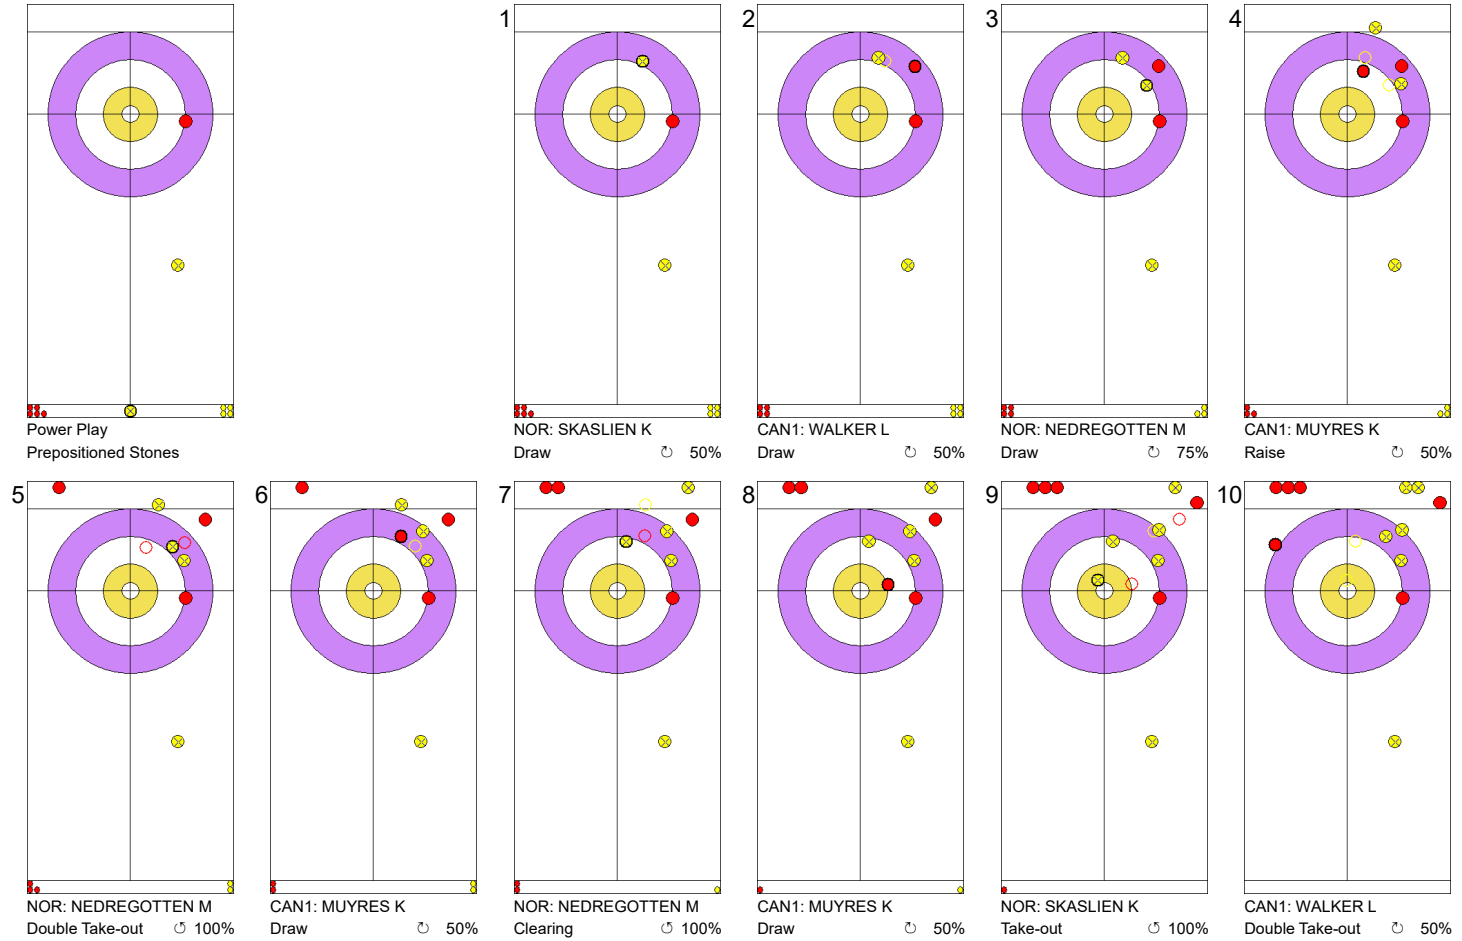 Power Play
Prepositioned Stones
1
NOR: SKASLIEN K
Draw ↻ 50%
2
CAN1: WALKER L
Draw ↻ 50%
3
NOR: NEDREGOTTEN M
Draw ↻ 75%
4
CAN1: MUYRES K
Raise ↻ 50%
5
NOR: NEDREGOTTEN M
Double Take-out ↺ 100%
6
CAN1: MUYRES K
Draw ↻ 50%
7
NOR: NEDREGOTTEN M
Clearing ↻ 100%
8
CAN1: MUYRES K
Draw ↻ 50%
9
NOR: SKASLIEN K
Take-out ↺ 100%
10
CAN1: WALKER L
Double Take-out ↻ 50%